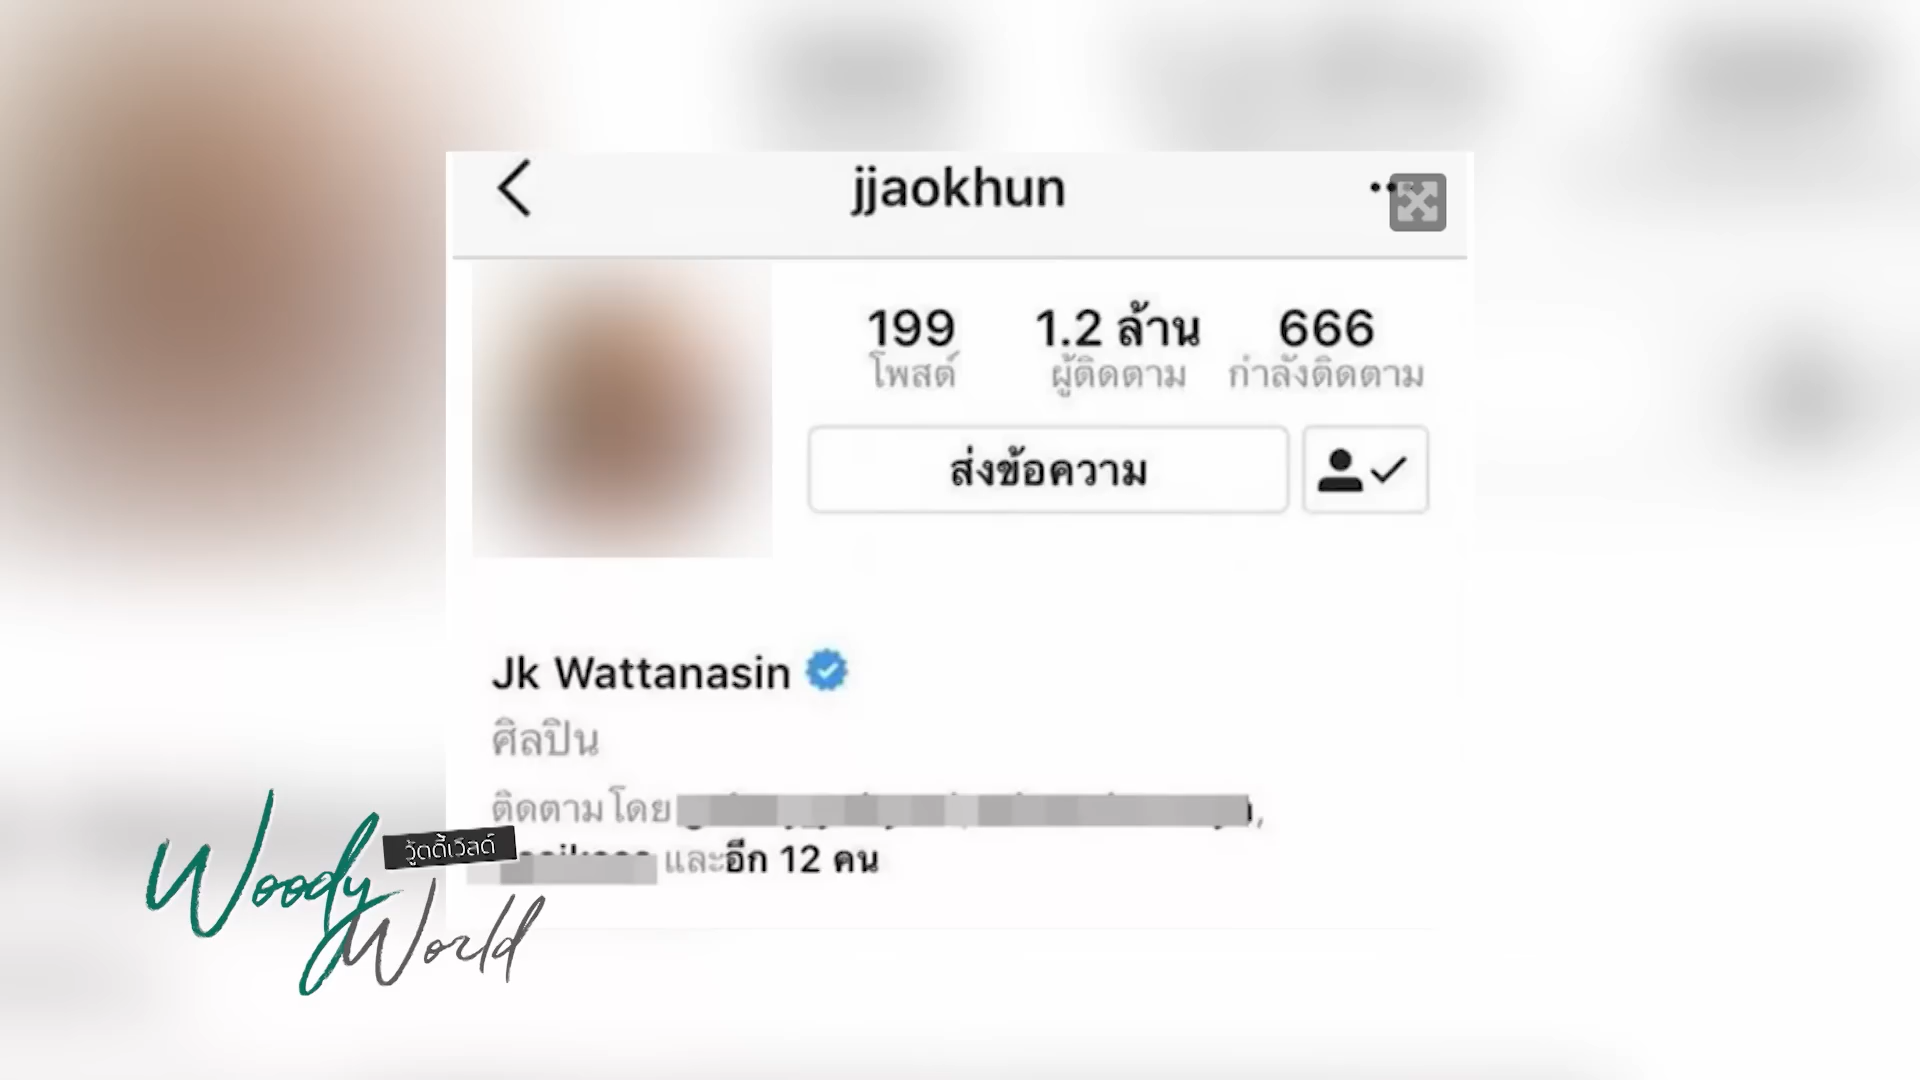 jjaokhun
199 1.2 ล้าน 666
โพสต์ ผู้ติดตาม กำลังติดตาม
ส่งข้อความ
Jk Wattanasin
ศิลปิน
ติดตามโดย
และอีก 12 คน
Woody
วู้ดดี้เวิลด์
World